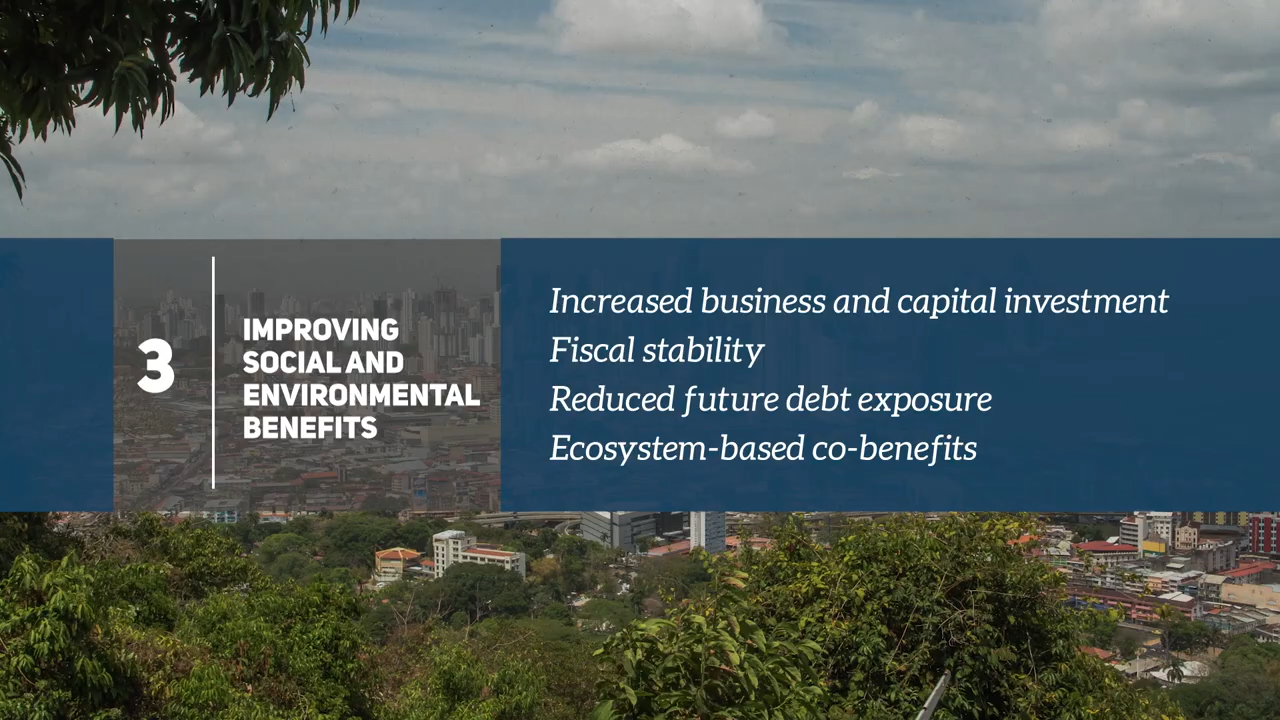 3
IMPROVING
SOCIAL AND
ENVIRONMENTAL
BENEFITS
Increased business and capital investment
Fiscal stability
Reduced future debt exposure
Ecosystem-based co-benefits